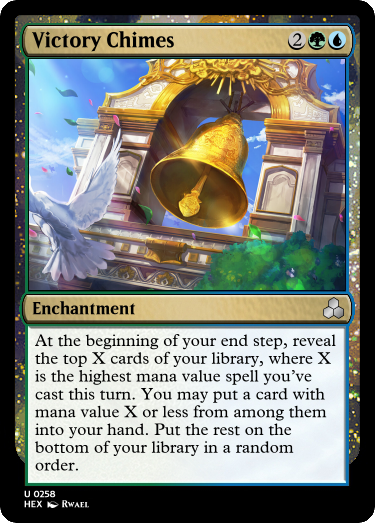 Victory Chimes 2
Enchantment
At the beginning of your end step, reveal
the top X cards of your library, where X
is the highest mana value spell you’ve
cast this turn. You may put a card with
mana value X or less from among them
into your hand. Put the rest on the
bottom of your library in a random
order.
U 0258
HEX Rwael